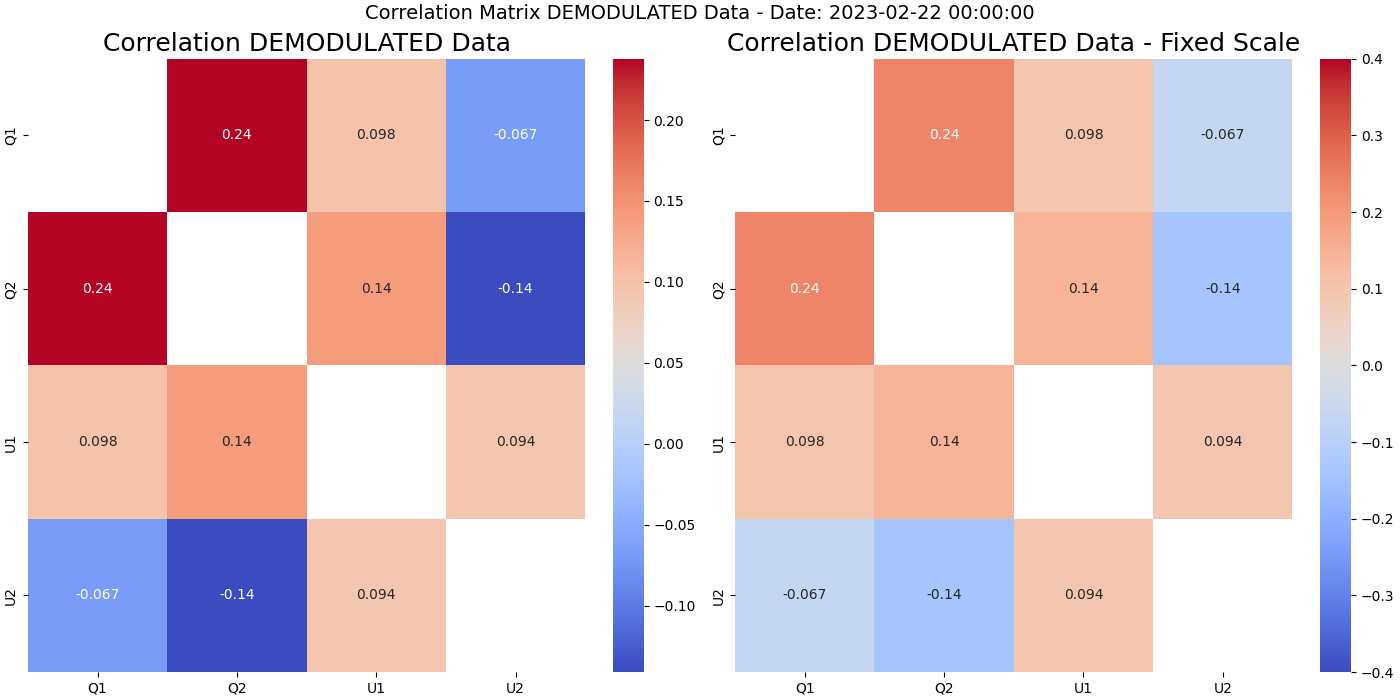 Correlation Matrix DEMODULATED Data - Date: 2023-02-22 00:00:00
Correlation DEMODULATED Data
Q1
0.24
0.098
-0.067
Q2
0.24
0.14
-0.14
U1
0.098
0.14
0.094
U2
-0.067
-0.14
0.094
Q1
Q2
U1
U2
0.20
0.15
0.10
0.05
0.00
−0.05
−0.10
Correlation DEMODULATED Data - Fixed Scale
Q1
0.24
0.098
-0.067
Q2
0.24
0.14
-0.14
U1
0.098
0.14
0.094
U2
-0.067
-0.14
0.094
Q1
Q2
U1
U2
0.4
0.3
0.2
0.1
0.0
−0.1
−0.2
−0.3
−0.4